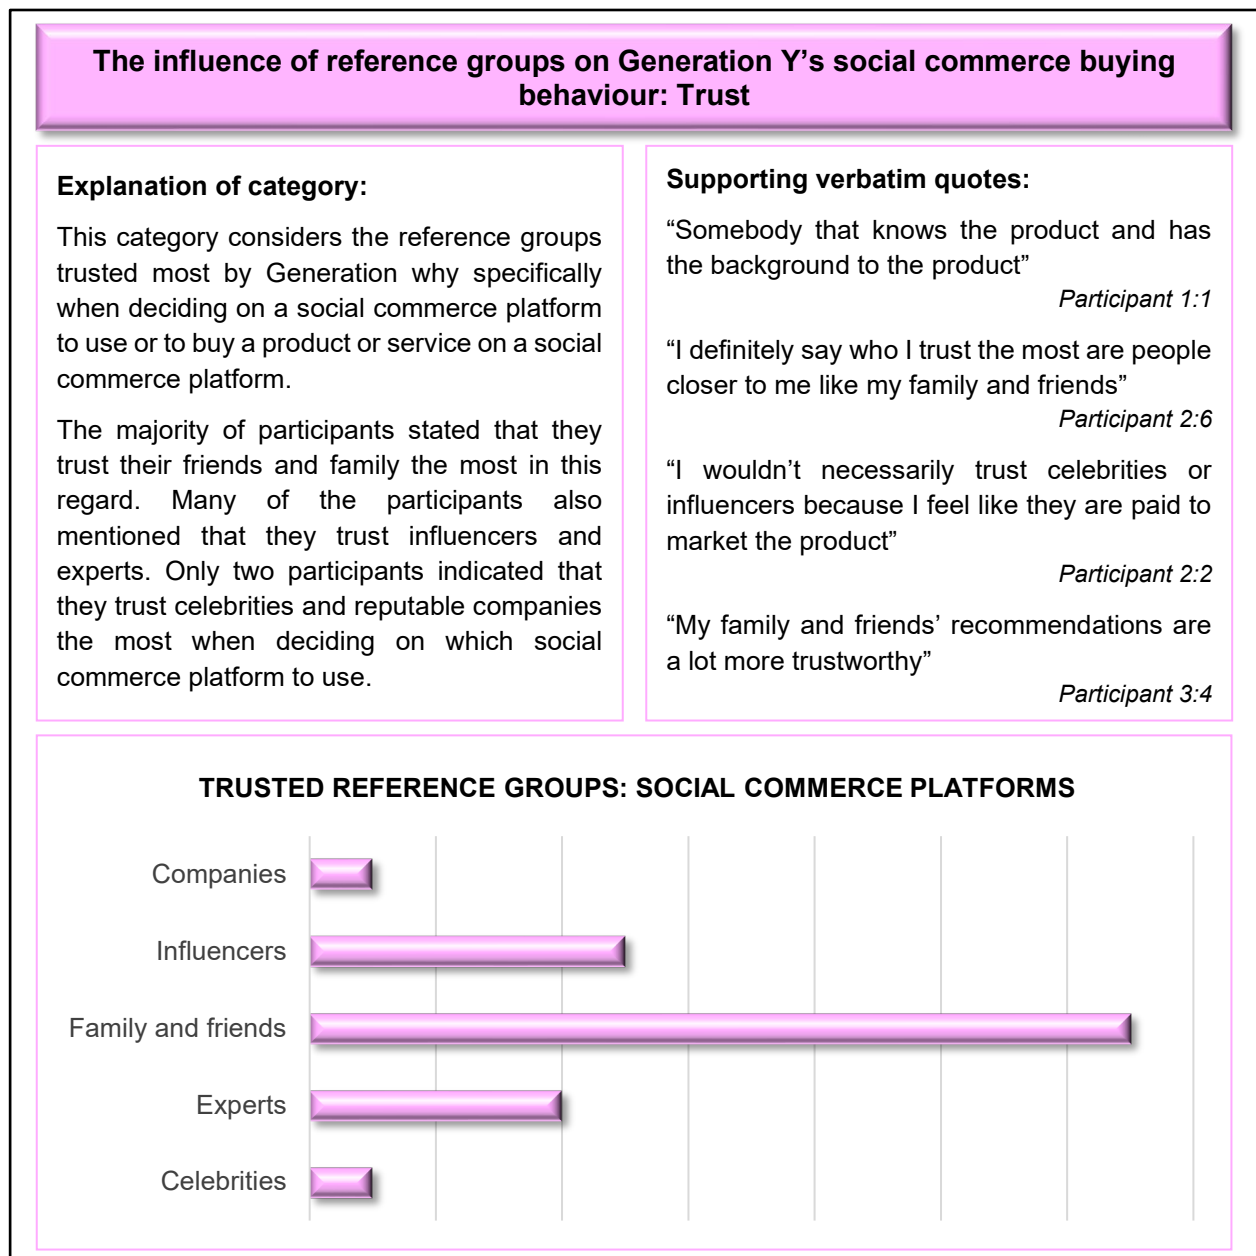 The influence of reference groups on Generation Y’s social commerce buying
behaviour: Trust
Explanation of category:
This category considers the reference groups
trusted most by Generation why specifically
when deciding on a social commerce platform
to use or to buy a product or service on a social
commerce platform.
The majority of participants stated that they
trust their friends and family the most in this
regard. Many of the participants also
mentioned that they trust influencers and
experts. Only two participants indicated that
they trust celebrities and reputable companies
the most when deciding on which social
commerce platform to use.
Supporting verbatim quotes:
“Somebody that knows the product and has
the background to the product”
Participant 1:1
“I definitely say who I trust the most are people
closer to me like my family and friends”
Participant 2:6
“I wouldn’t necessarily trust celebrities or
influencers because I feel like they are paid to
market the product”
Participant 2:2
“My family and friends’ recommendations are
a lot more trustworthy”
Participant 3:4
TRUSTED REFERENCE GROUPS: SOCIAL COMMERCE PLATFORMS
Companies
Influencers
Family and friends
Experts
Celebrities